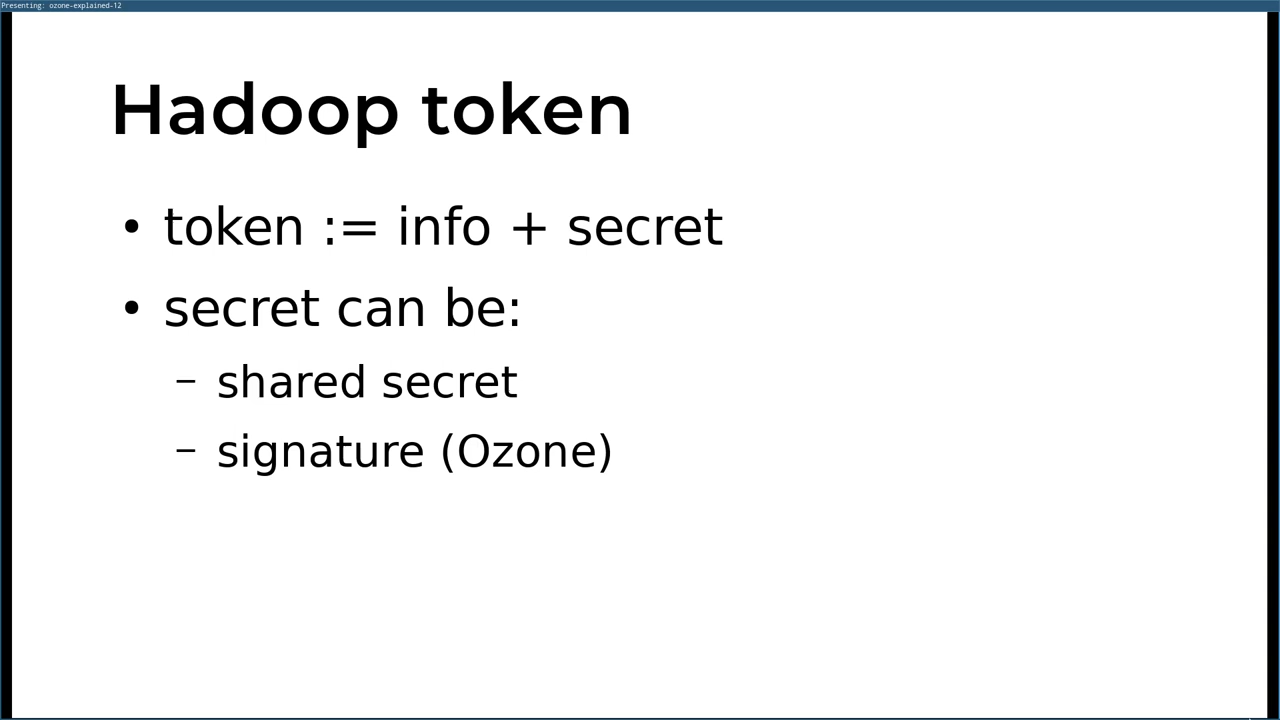 Presenting: ozone-explained-12
Hadoop token
• token := info + secret
• secret can be:
– shared secret
– signature (Ozone)